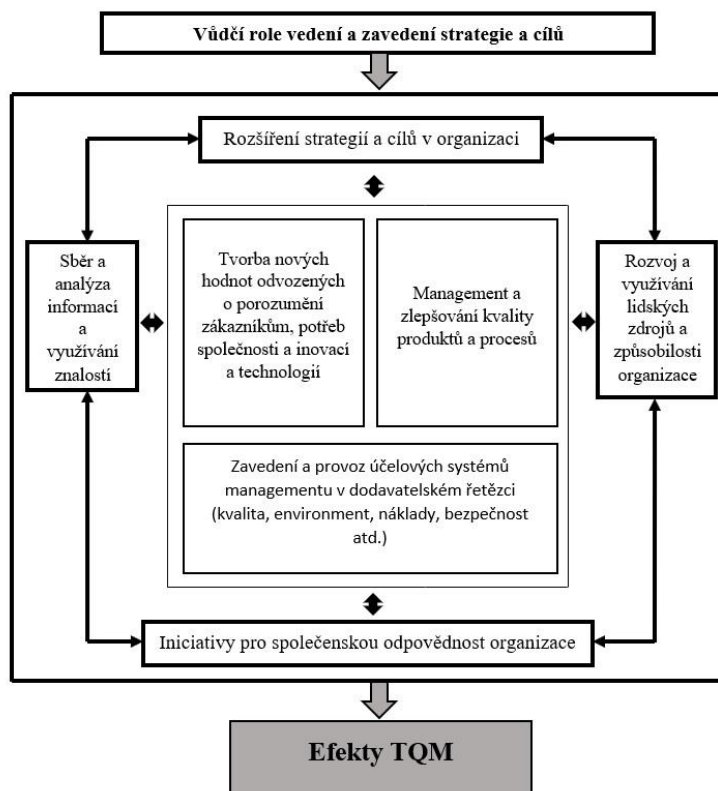 Vůdčí role vedení a zavedení strategie a cílů
Rozšíření strategií a cílů v organizaci
Sběr a
analýza
informací
a
využívání
znalostí
Tvorba nových
hodnot odvozených
o porozumění
zákazníkům, potřeb
společnosti a inovací
a technologií
Management a
zlepšování kvality
produktů a procesů
Rozvoj a
využívání
lidských
zdrojů a
způsobilosti
organizace
Zavedení a provoz účelových systémů
managementu v dodavatelském řetězci
(kvalita, environment, náklady, bezpečnost
atd.)
Iniciativy pro společenskou odpovědnost organizace
Efekty TQM